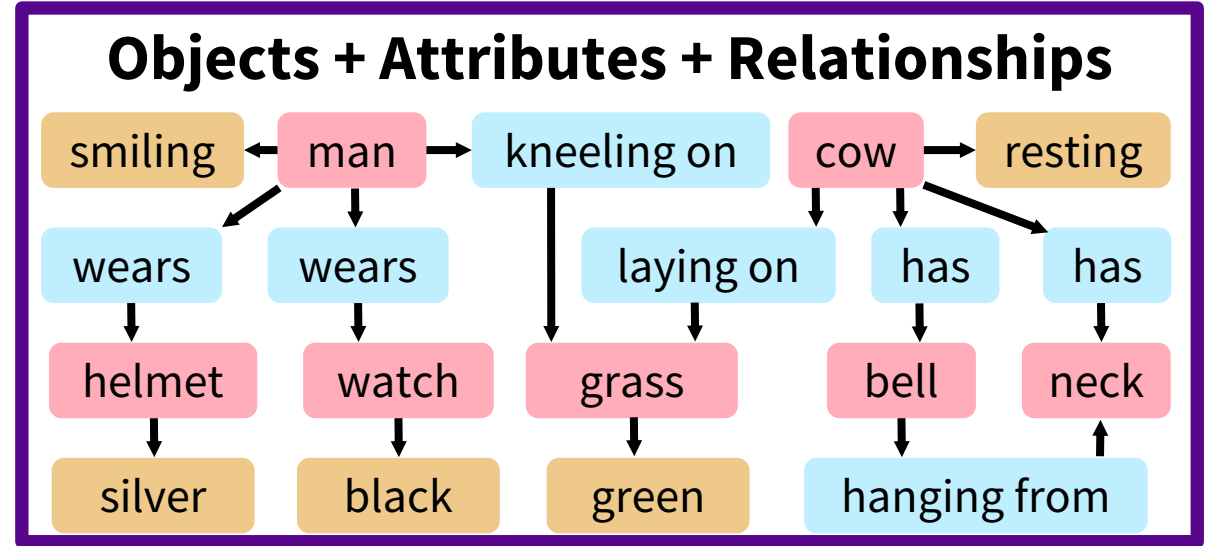 Objects + Attributes + Relationships
smiling man kneeling on cow resting
wears wears laying on has has
helmet watch grass bell neck
silver black green hanging from